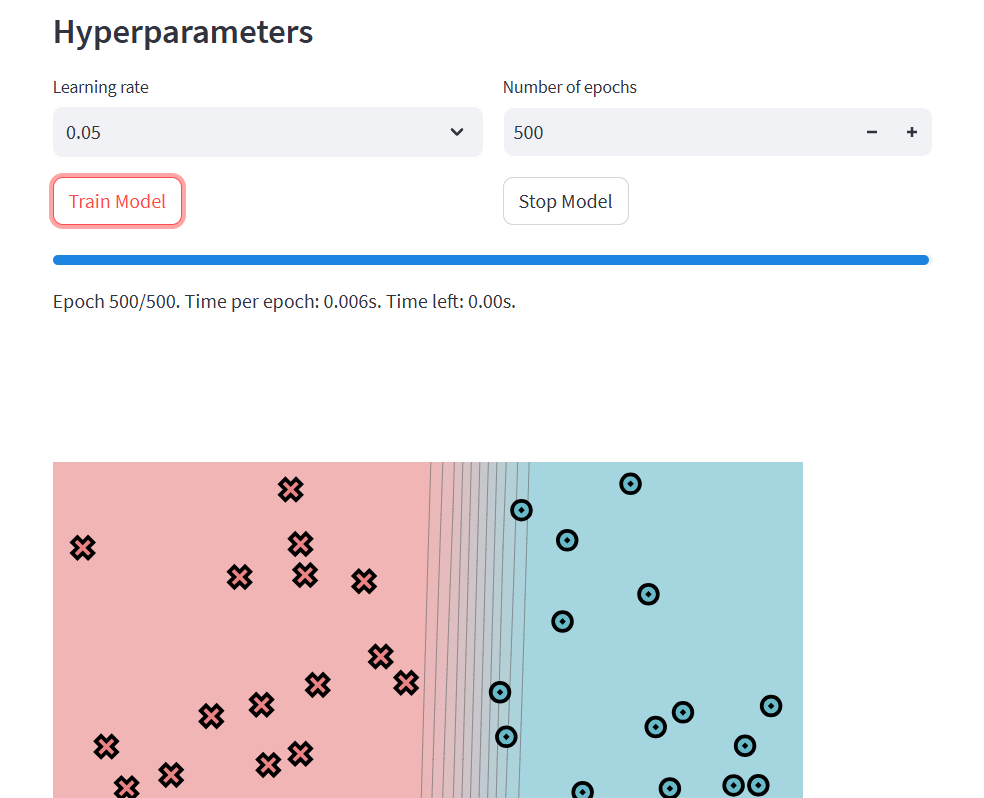 Hyperparameters
Learning rate
Number of epochs
0.05
500
Train Model
Stop Model
Epoch 500/500. Time per epoch: 0.006s. Time left: 0.00s.